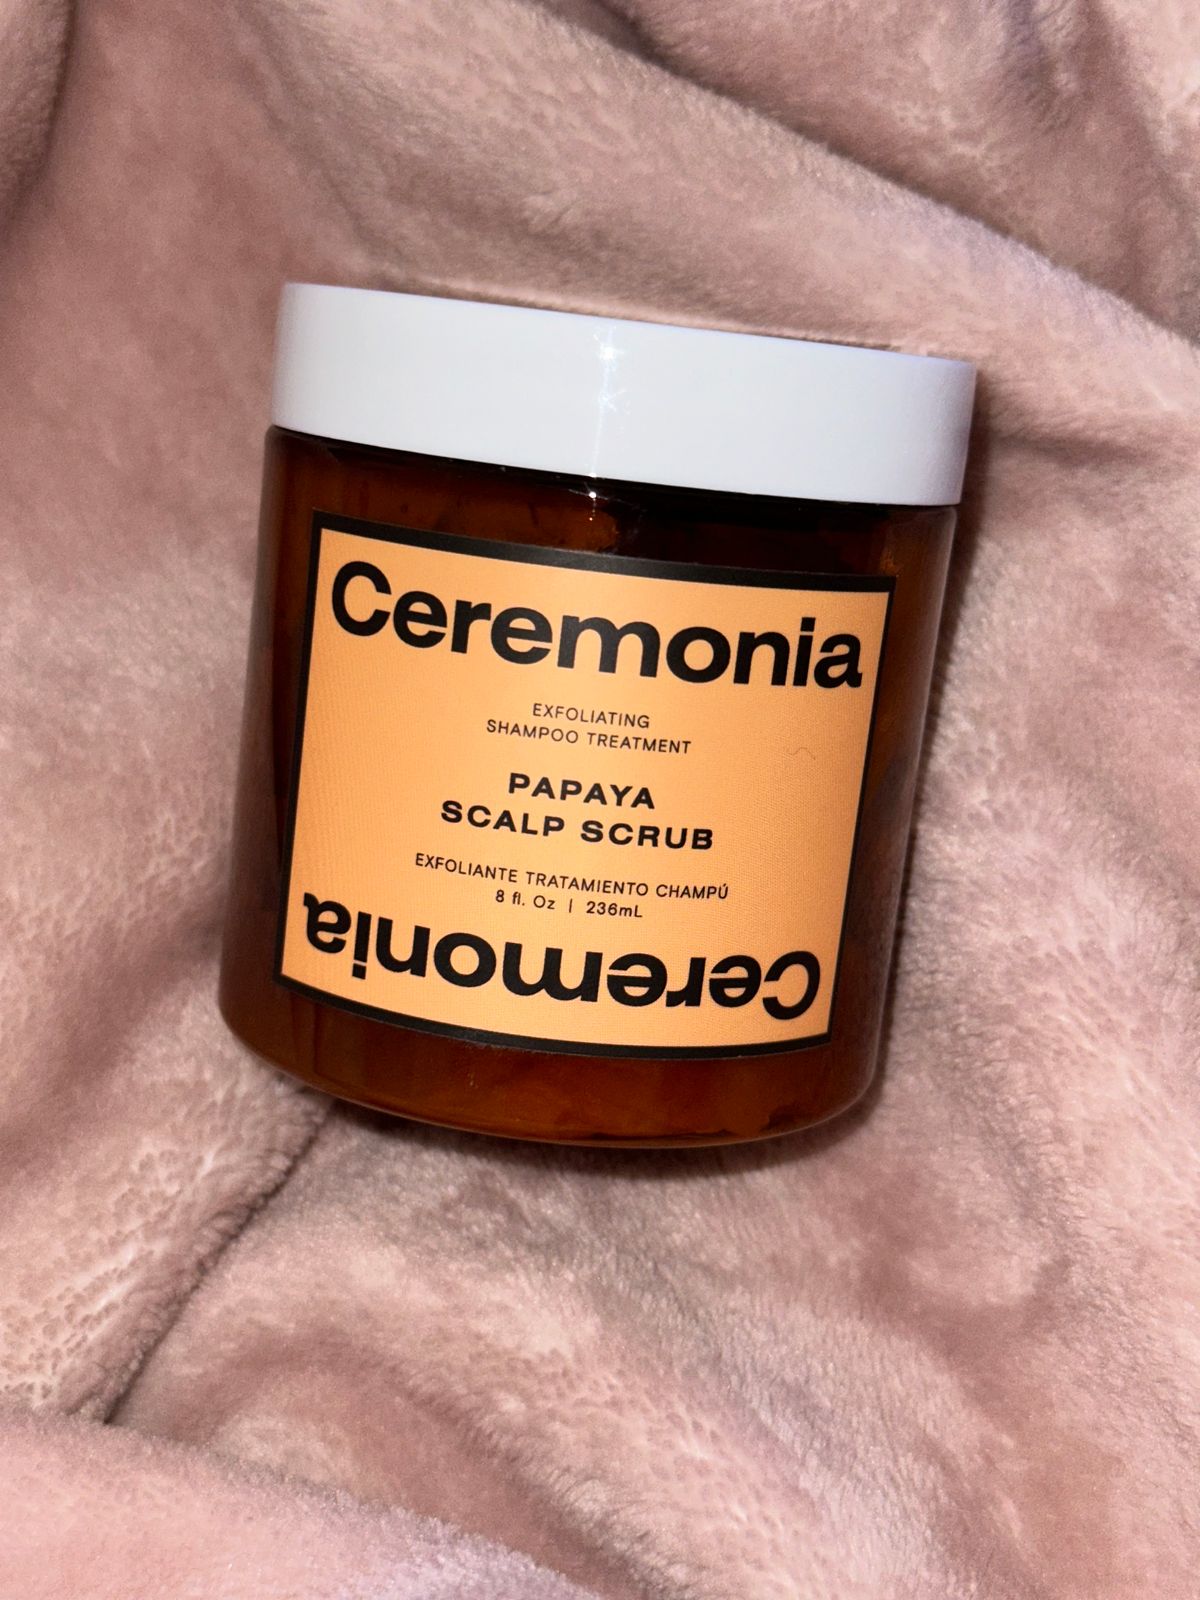 Ceremonia
EXFOLIATING
SHAMPOO TREATMENT
PAPAYA
SCALP SCRUB
EXFOLIANTE TRATAMIENTO CHAMPÚ
8 fl. Oz | 236mL
Ceremonia